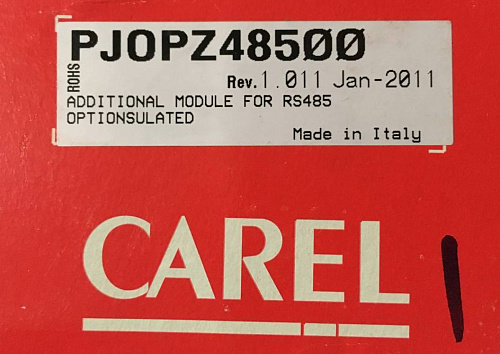 PJOPZ48500
ROHS
Rev.1.011 Jan-2011
ADDITIONAL MODULE FOR RS485
OPTIONSULATED
Made in Italy
CAREL